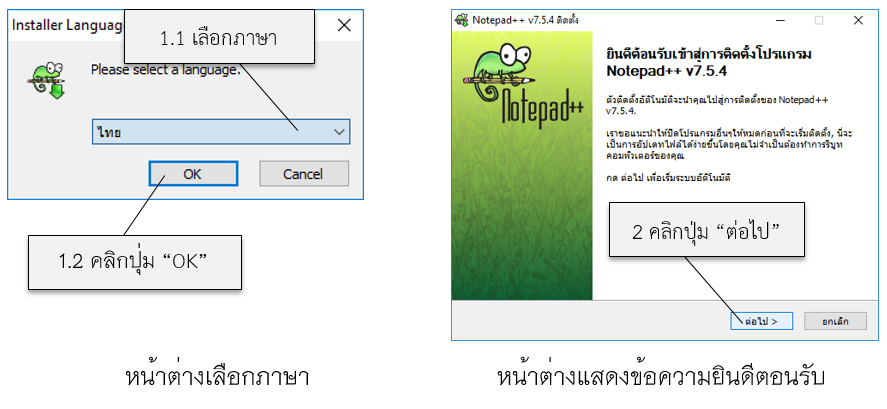 Installer Languag
1.1 เลือกภาษา
Please select a language.
ไทย
OK
Cancel
1.2 คลิกปุ่ม “OK”
หน้าต่างเลือกภาษา
Notepad++ v7.5.4 ติดตั้ง
Notepad++
ยินดีต้อนรับเข้าสู่การติดตั้งโปรแกรม
Notepad++ v7.5.4
ตัวติดตั้งอัติโนมัติจะนำคุณไปสู่การติดตั้งของ Notepad++
v7.5.4.
เราขอแนะนำให้ปิดโปรแกรมอื่นๆให้หมดก่อนที่จะเริ่มติดตั้ง, นี่จะ
เป็นการอัปเดทไฟล์ได้ง่ายขึ้นโดยคุณไม่จำเป็นต้องทำการรีบูท
คอมพิวเตอร์ของคุณ
กด ต่อไป เพื่อเริ่มระบบอัติโนมัติ
2 คลิกปุ่ม “ต่อไป”
ต่อไป >
ยกเลิก
หน้าต่างแสดงข้อความยินดีตอนรับ